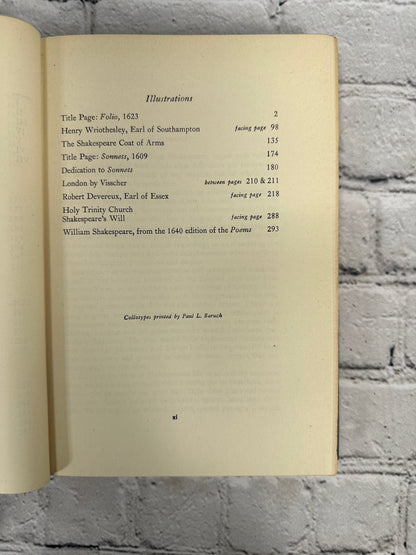 Illustrations
Title Page: Folio, 1623 2
Henry Wriothesley, Earl of Southampton facing page 98
The Shakespeare Coat of Arms 135
Title Page: Sonnets, 1609 174
Dedication to Sonnets 180
London by Visscher between pages 210 & 211
Robert Devereux, Earl of Essex facing page 218
Holy Trinity Church
Shakespeare's Will facing page 288
William Shakespeare, from the 1640 edition of the Poems 293
Collotypes printed by Paul L. Baruch
xi